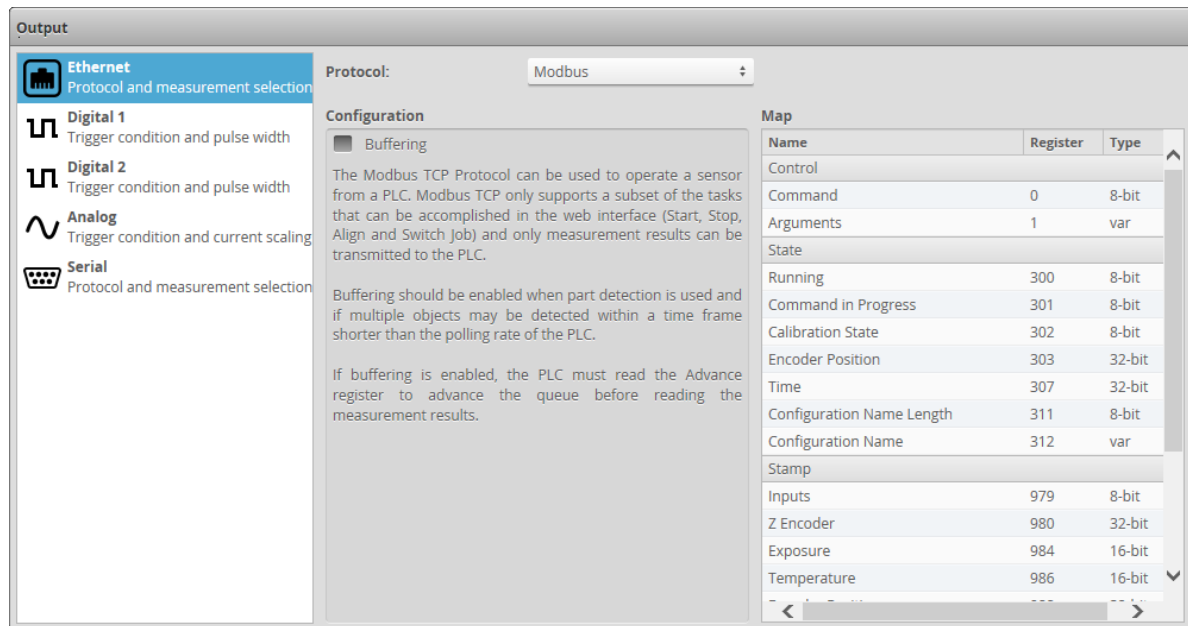 Output
Ethernet
Protocol and measurement selection
Digital 1
Trigger condition and pulse width
Digital 2
Trigger condition and pulse width
Analog
Trigger condition and current scaling
Serial
Protocol and measurement selection
Protocol: Modbus
Configuration
Buffering
The Modbus TCP Protocol can be used to operate a sensor
from a PLC. Modbus TCP only supports a subset of the tasks
that can be accomplished in the web interface (Start, Stop,
Align and Switch Job) and only measurement results can be
transmitted to the PLC.
Buffering should be enabled when part detection is used and
if multiple objects may be detected within a time frame
shorter than the polling rate of the PLC.
If buffering is enabled, the PLC must read the Advance
register to advance the queue before reading the
measurement results.
Map
Name Register Type
Control
Command 0 8-bit
Arguments 1 var
State
Running 300 8-bit
Command in Progress 301 8-bit
Calibration State 302 8-bit
Encoder Position 303 32-bit
Time 307 32-bit
Configuration Name Length 311 8-bit
Configuration Name 312 var
Stamp
Inputs 979 8-bit
Z Encoder 980 32-bit
Exposure 984 16-bit
Temperature 986 16-bit